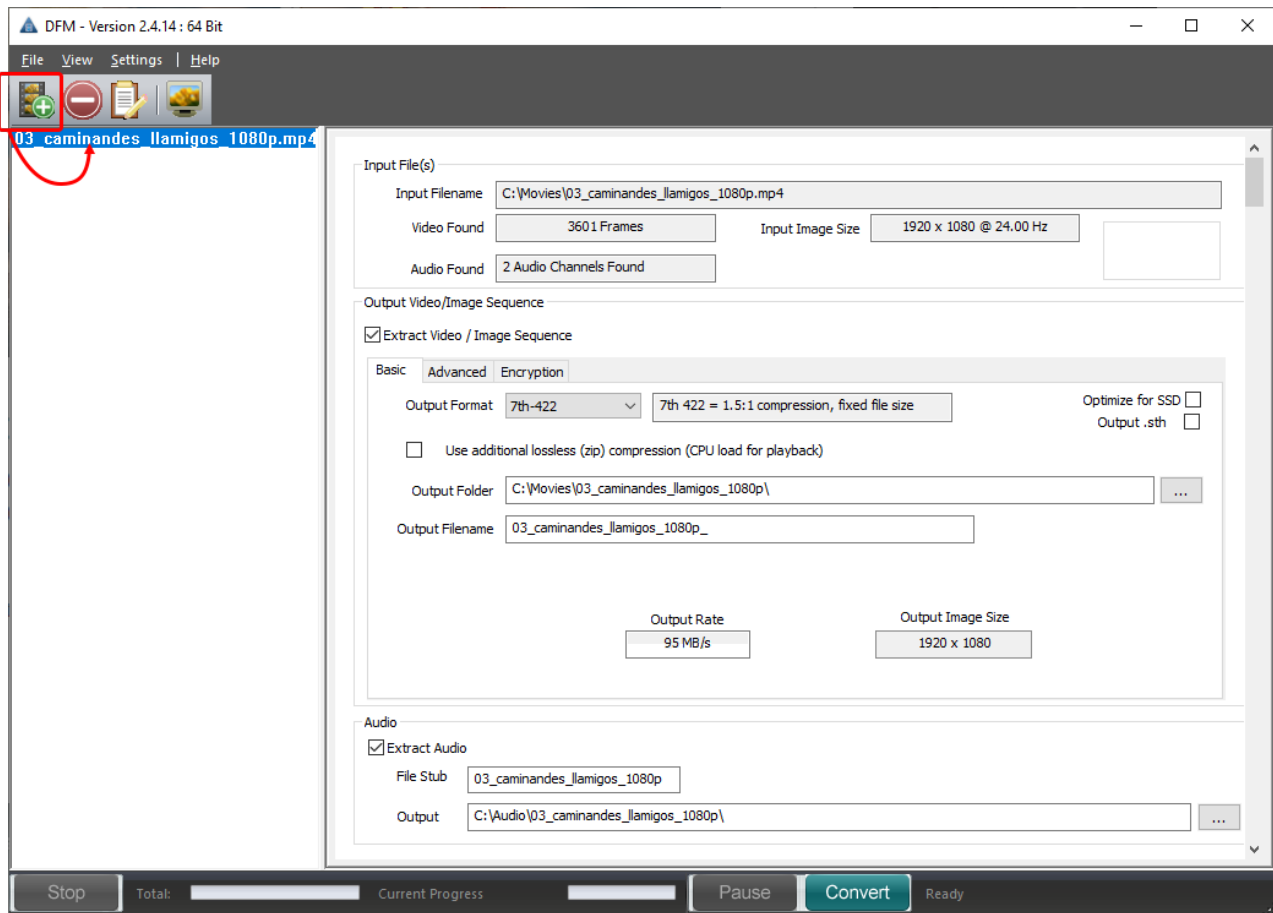 DFM - Version 2.4.14 : 64 Bit
File View Settings | Help
03_caminandes_llamigos_1080p.mp4
Input File(s)
Input Filename C:\Movies\03_caminandes_llamigos_1080p.mp4
Video Found 3601 Frames Input Image Size 1920 x 1080 @ 24.00 Hz
Audio Found 2 Audio Channels Found
Output Video/Image Sequence
Extract Video / Image Sequence
Basic Advanced Encryption
Output Format 7th-422 7th 422 = 1.5:1 compression, fixed file size Optimize for SSD
Output .sth
Use additional lossless (zip) compression (CPU load for playback)
Output Folder C:\Movies\03_caminandes_llamigos_1080p\ ...
Output Filename 03_caminandes_llamigos_1080p_
Output Rate Output Image Size
95 MB/s 1920 x 1080
Audio
Extract Audio
File Stub 03_caminandes_llamigos_1080p
Output C:\Audio\03_caminandes_llamigos_1080p\ ...
Stop Total: Current Progress Pause Convert Ready